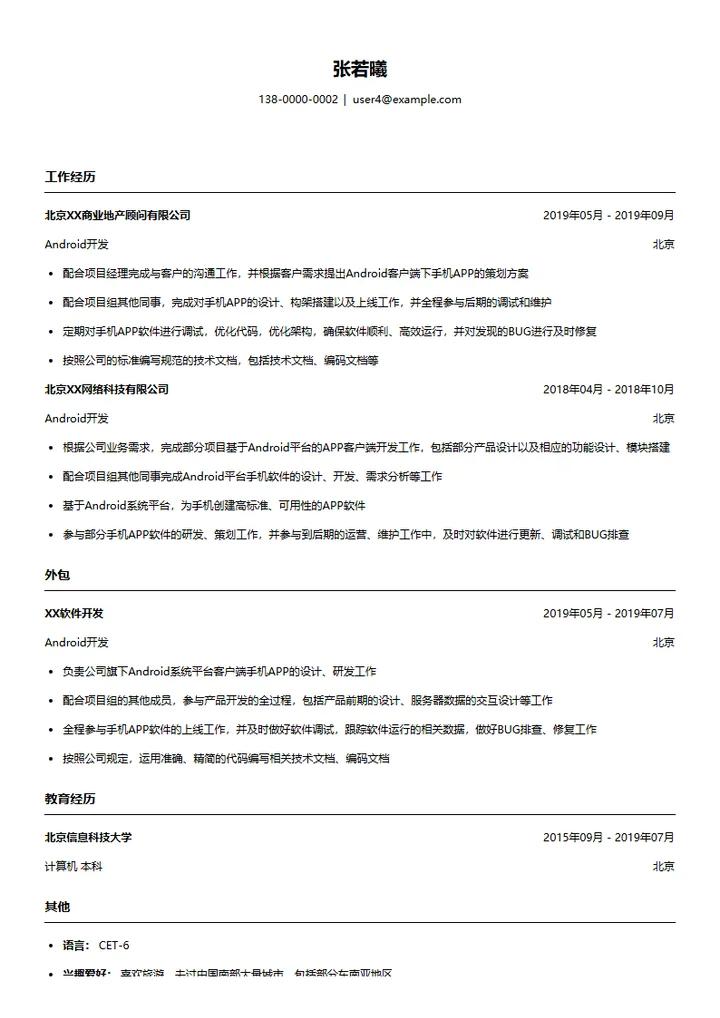 张若曦
138-0000-0002 | user4@example.com
工作经历
北京XX商业地产顾问有限公司 2019年05月 - 2019年09月
Android开发 北京
• 配合项目经理完成与客户的沟通工作，并根据客户需求提出Android客户端下手机APP的策划方案
• 配合项目组其他同事，完成对手机APP的设计、构架搭建以及上线工作，并全程参与后期的调试和维护
• 定期对手机APP软件进行调试，优化代码，优化架构，确保软件顺利、高效运行，并对发现的BUG进行及时修复
• 按照公司的标准编写规范的技术文档，包括技术文档、编码文档等
北京XX网络科技有限公司 2018年04月 - 2018年10月
Android开发 北京
• 根据公司业务需求，完成部分项目基于Android平台的APP客户端开发工作，包括部分产品设计以及相应的功能设计、模块搭建
• 配合项目组其他同事完成Android平台手机软件的设计、开发、需求分析等工作
• 基于Android系统平台，为手机创建高标准、可用性的APP软件
• 参与部分手机APP软件的研发、策划工作，并参与到后期的运营、维护工作中，及时对软件进行更新、调试和BUG排查
外包
XX软件开发 2019年05月 - 2019年07月
Android开发 北京
• 负责公司旗下Android系统平台客户端手机APP的设计、研发工作
• 配合项目组的其他成员，参与产品开发的全过程，包括产品前期的设计、服务器数据的交互设计等工作
• 全程参与手机APP软件的上线工作，并及时做好软件调试，跟踪软件运行的相关数据，做好BUG排查、修复工作
• 按照公司规定，运用准确、精简的代码编写相关技术文档、编码文档
教育经历
北京信息科技大学 2015年09月 - 2019年07月
计算机 本科 北京
其他
• 语言： CET-6
• 兴趣爱好： 喜欢旅游，去过中国南部大量城市，包括部分东南亚地区